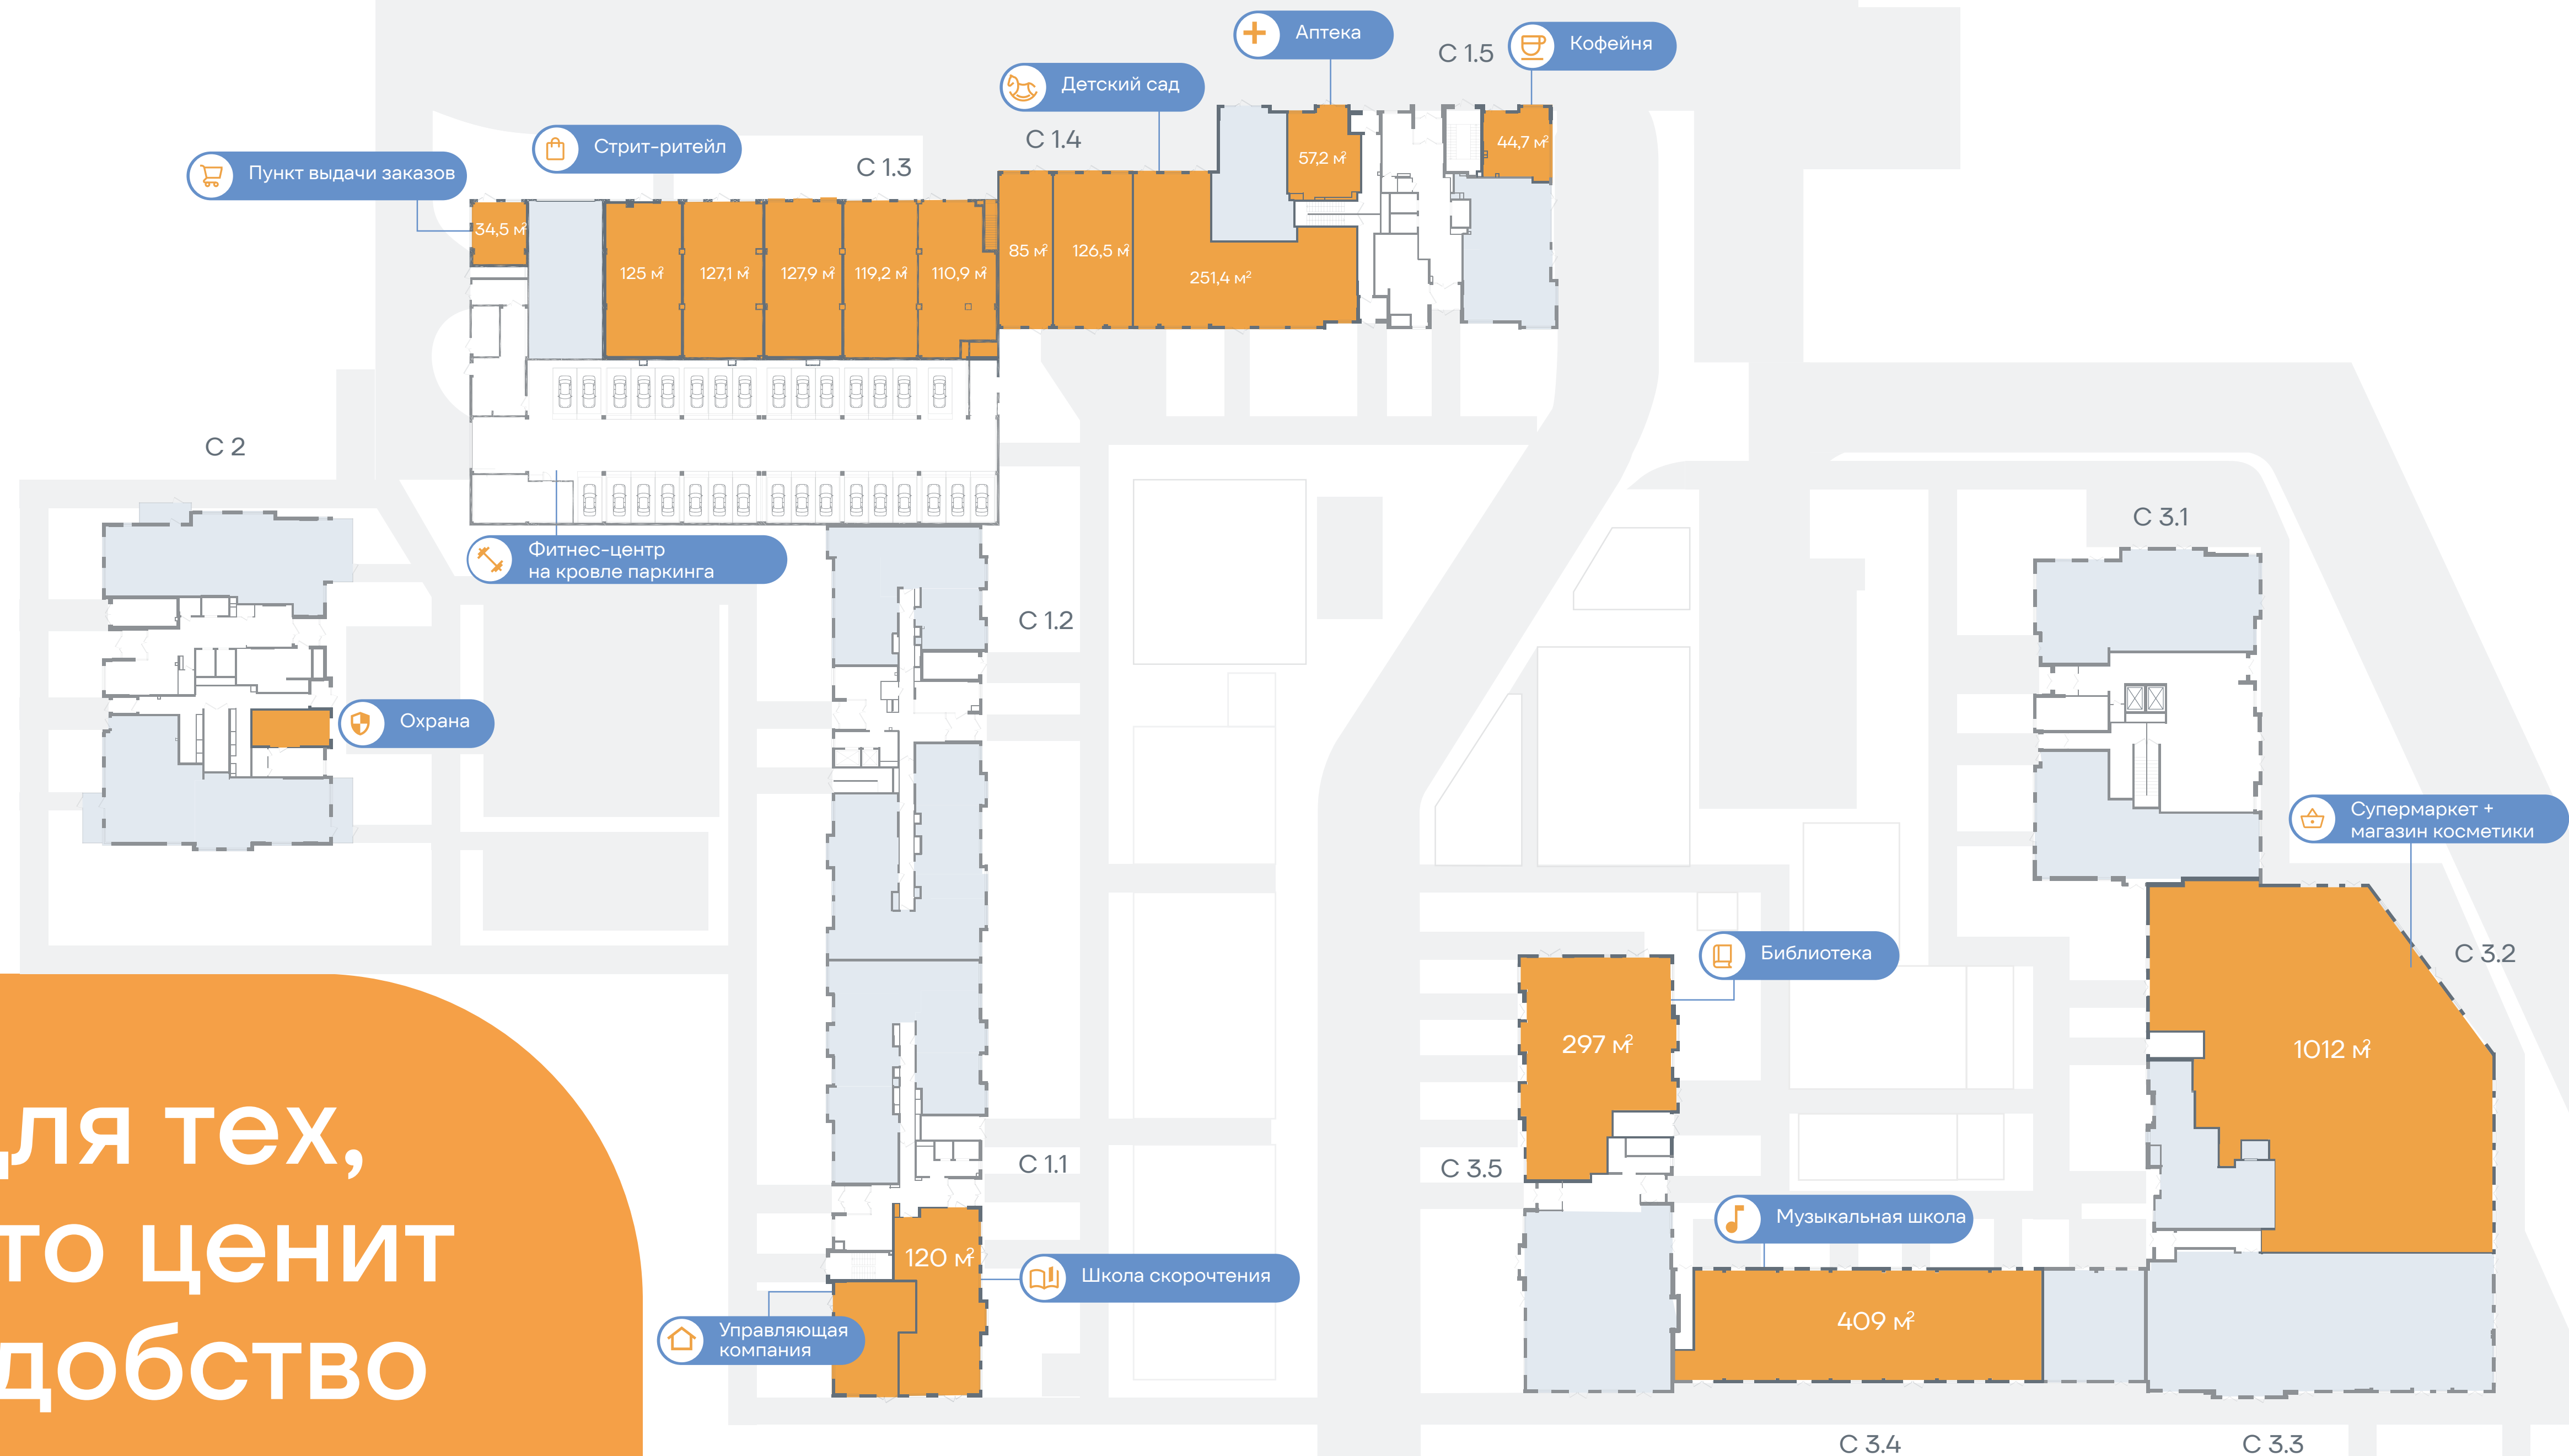 Аптека
С 1.5
Кофейня
Детский сад
С 1.4
Стрит-ритейл
С 1.3
Пункт выдачи заказов
34,5 м²
125 м²
127,1 м²
127,9 м²
119,2 м²
110,9 м²
85 м²
126,5 м²
251,4 м²
57,2 м²
44,7 м²
С 2
Фитнес-центр
на кровле паркинга
С 3.1
С 1.2
Охрана
Супермаркет +
магазин косметики
Библиотека
С 3.2
297 м²
1012 м²
ля тех,
то ценит
добство
С 1.1
С 3.5
Музыкальная школа
120 м²
Школа скорочтения
Управляющая
компания
409 м²
С 3.4
С 3.3